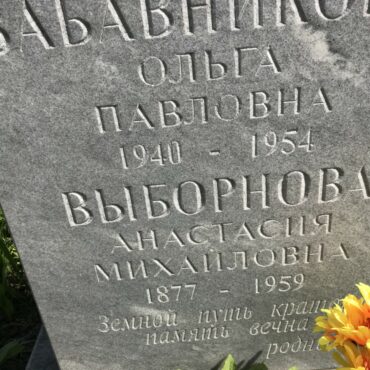 ОЛЬГА
ПАВЛОВНА
1940 - 1954
ВЫБОРНОВА
АНАСТАСИЯ
МИХАЙЛОВНА
1877 - 1959
Земной путь
память вечна